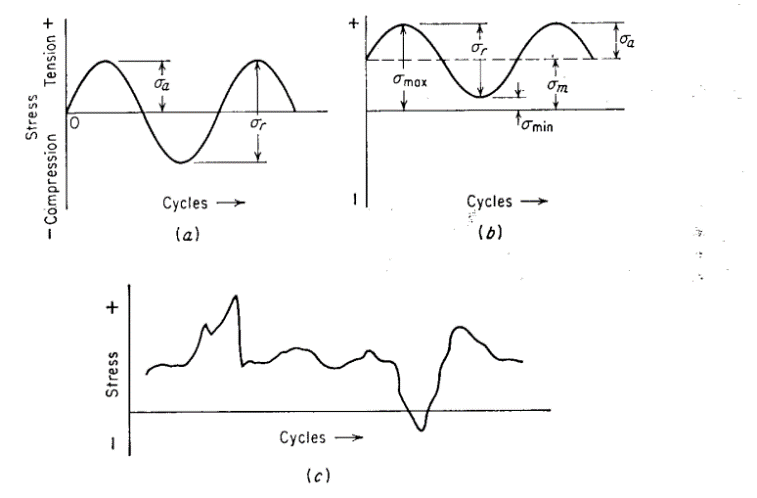 Stress
– Compression Tension +
O
σa
σr
Cycles →
(a)
+
σmax
σr
σm
σa
σmin
–
Cycles →
(b)
+
Stress
–
Cycles →
(c)